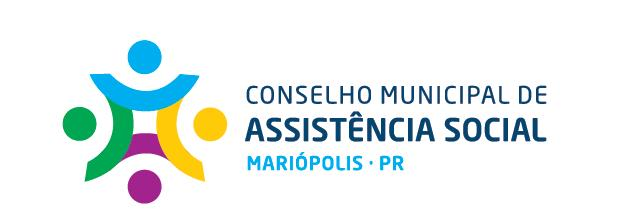 CONSELHO MUNICIPAL DE
ASSISTÊNCIA SOCIAL
MARIÓPOLIS · PR